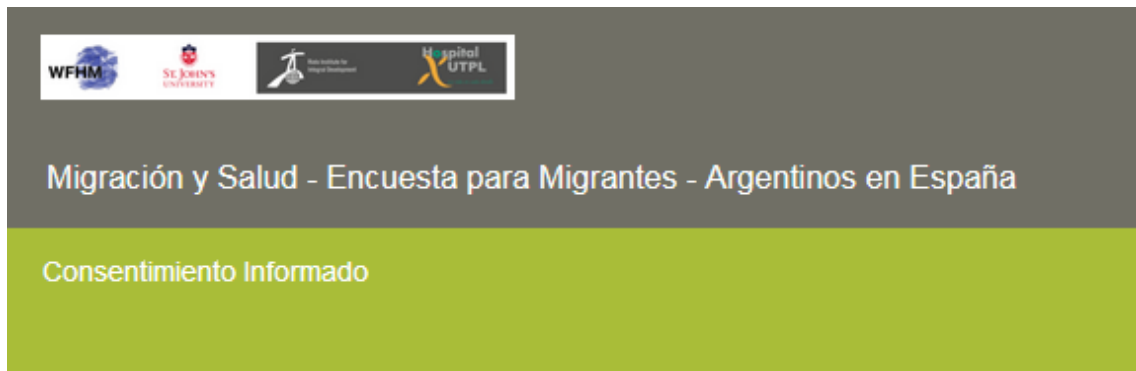 WFHM
ST. JOHN'S
UNIVERSITY
Hospital
UTPL
Migración y Salud - Encuesta para Migrantes - Argentinos en España
Consentimiento Informado